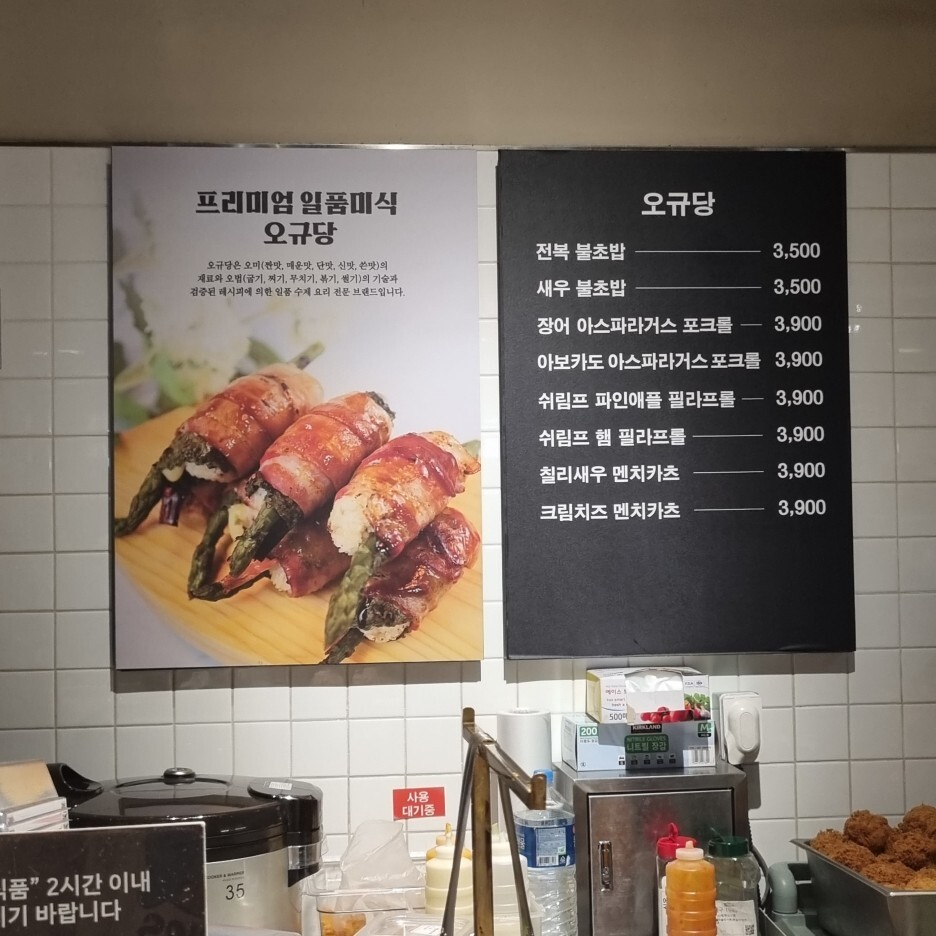 프리미엄 일품미식
오규당
오규당은 오미(짠맛, 매운맛, 단맛, 신맛, 쓴맛)의
재료와 오법(굽기, 찌기, 무치기, 볶기, 썰기)의 기술과
검증된 레시피에 의한 일품 수제 요리 전문 브랜드입니다.
오규당
전복 불초밥 3,500
새우 불초밥 3,500
장어 아스파라거스 포크롤 3,900
아보카도 아스파라거스 포크롤 3,900
쉬림프 파인애플 필라프롤 3,900
쉬림프 햄 필라프롤 3,900
칠리새우 멘치카츠 3,900
크림치즈 멘치카츠 3,900
500매
KIRKLAND
200
NITRILE GLOVES
니트릴 장갑
M
사용
대기중
35
식품” 2시간 이내
기 바랍니다